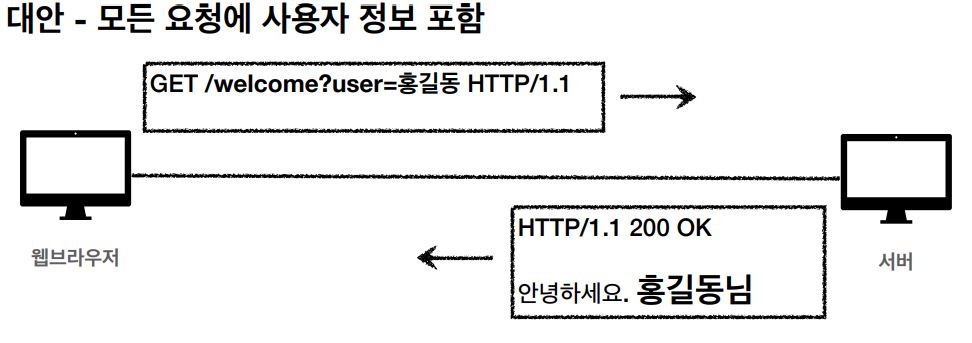 대안 - 모든 요청에 사용자 정보 포함
GET /welcome?user=홍길동 HTTP/1.1
웹브라우저
HTTP/1.1 200 OK
안녕하세요. 홍길동님
서버